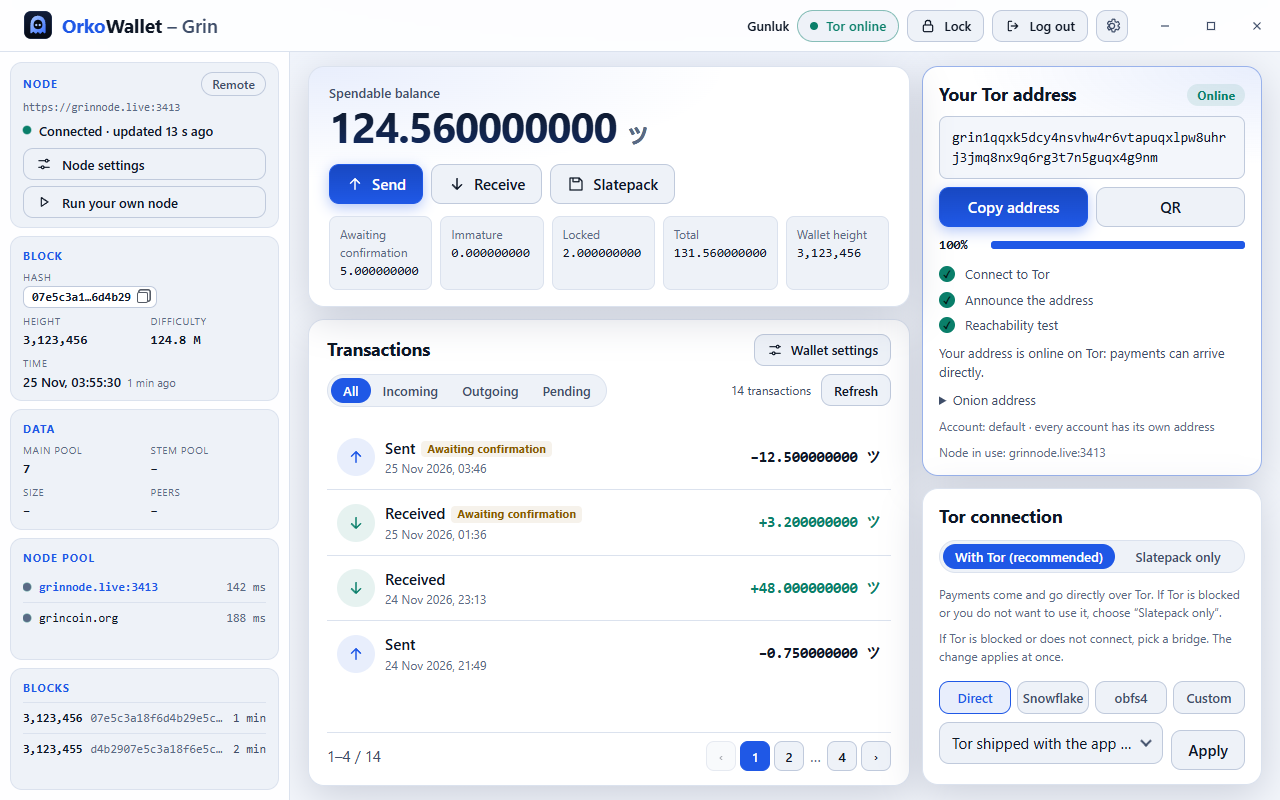 OrkoWallet – Grin
Gunluk
Tor online
Lock
Log out
NODE
Remote
https://grinnode.live:3413
Connected · updated 13 s ago
Node settings
Run your own node
BLOCK
HASH
07e5c3a1…6d4b29
HEIGHT DIFFICULTY
3,123,456 124.8 M
TIME
25 Nov, 03:55:30 1 min ago
DATA
MAIN POOL STEM POOL
7 –
SIZE PEERS
– –
NODE POOL
grinnode.live:3413 142 ms
grincoin.org 188 ms
BLOCKS
3,123,456 07e5c3a18f6d4b29e5c… 1 min
3,123,455 d4b2907e5c3a18f6e5c… 2 min
Spendable balance
124.560000000 ツ
Send
Receive
Slatepack
Awaiting
confirmation
5.000000000
Immature
0.000000000
Locked
2.000000000
Total
131.560000000
Wallet height
3,123,456
Transactions
Wallet settings
All Incoming Outgoing Pending
14 transactions
Refresh
Sent Awaiting confirmation
25 Nov 2026, 03:46
−12.500000000 ツ
Received Awaiting confirmation
25 Nov 2026, 01:36
+3.200000000 ツ
Received
24 Nov 2026, 23:13
+48.000000000 ツ
Sent
24 Nov 2026, 21:49
−0.750000000 ツ
1–4 / 14
‹ 1 2 … 4 ›
Your Tor address
Online
grin1qqxk5dcy4nsvhw4r6vtapuqxlpw8uhr
j3jmq8nx9q6rg3t7n5guqx4g9nm
Copy address
QR
100%
Connect to Tor
Announce the address
Reachability test
Your address is online on Tor: payments can arrive
directly.
Onion address
Account: default · every account has its own address
Node in use: grinnode.live:3413
Tor connection
With Tor (recommended) Slatepack only
Payments come and go directly over Tor. If Tor is blocked
or you do not want to use it, choose “Slatepack only”.
If Tor is blocked or does not connect, pick a bridge. The
change applies at once.
Direct Snowflake obfs4 Custom
Tor shipped with the app ...
Apply